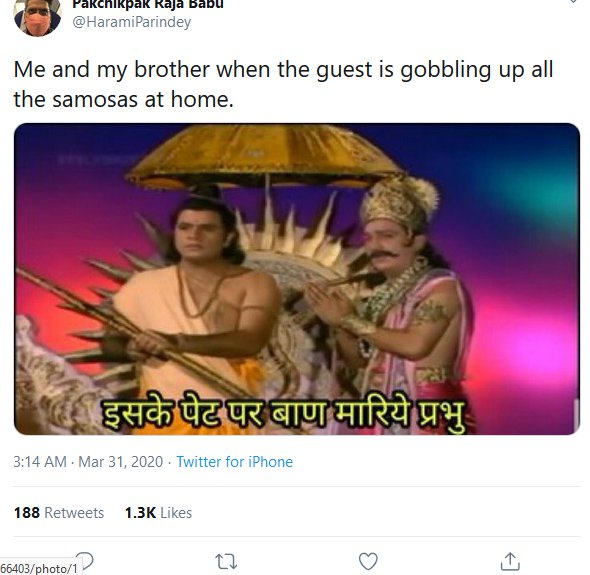 Pakchikpak Raja Babu
@HaramiParindey
Me and my brother when the guest is gobbling up all
the samosas at home.
इसके पेट पर बाण मारिये प्रभु
3:14 AM · Mar 31, 2020 · Twitter for iPhone
188 Retweets 1.3K Likes
66403/photo/1